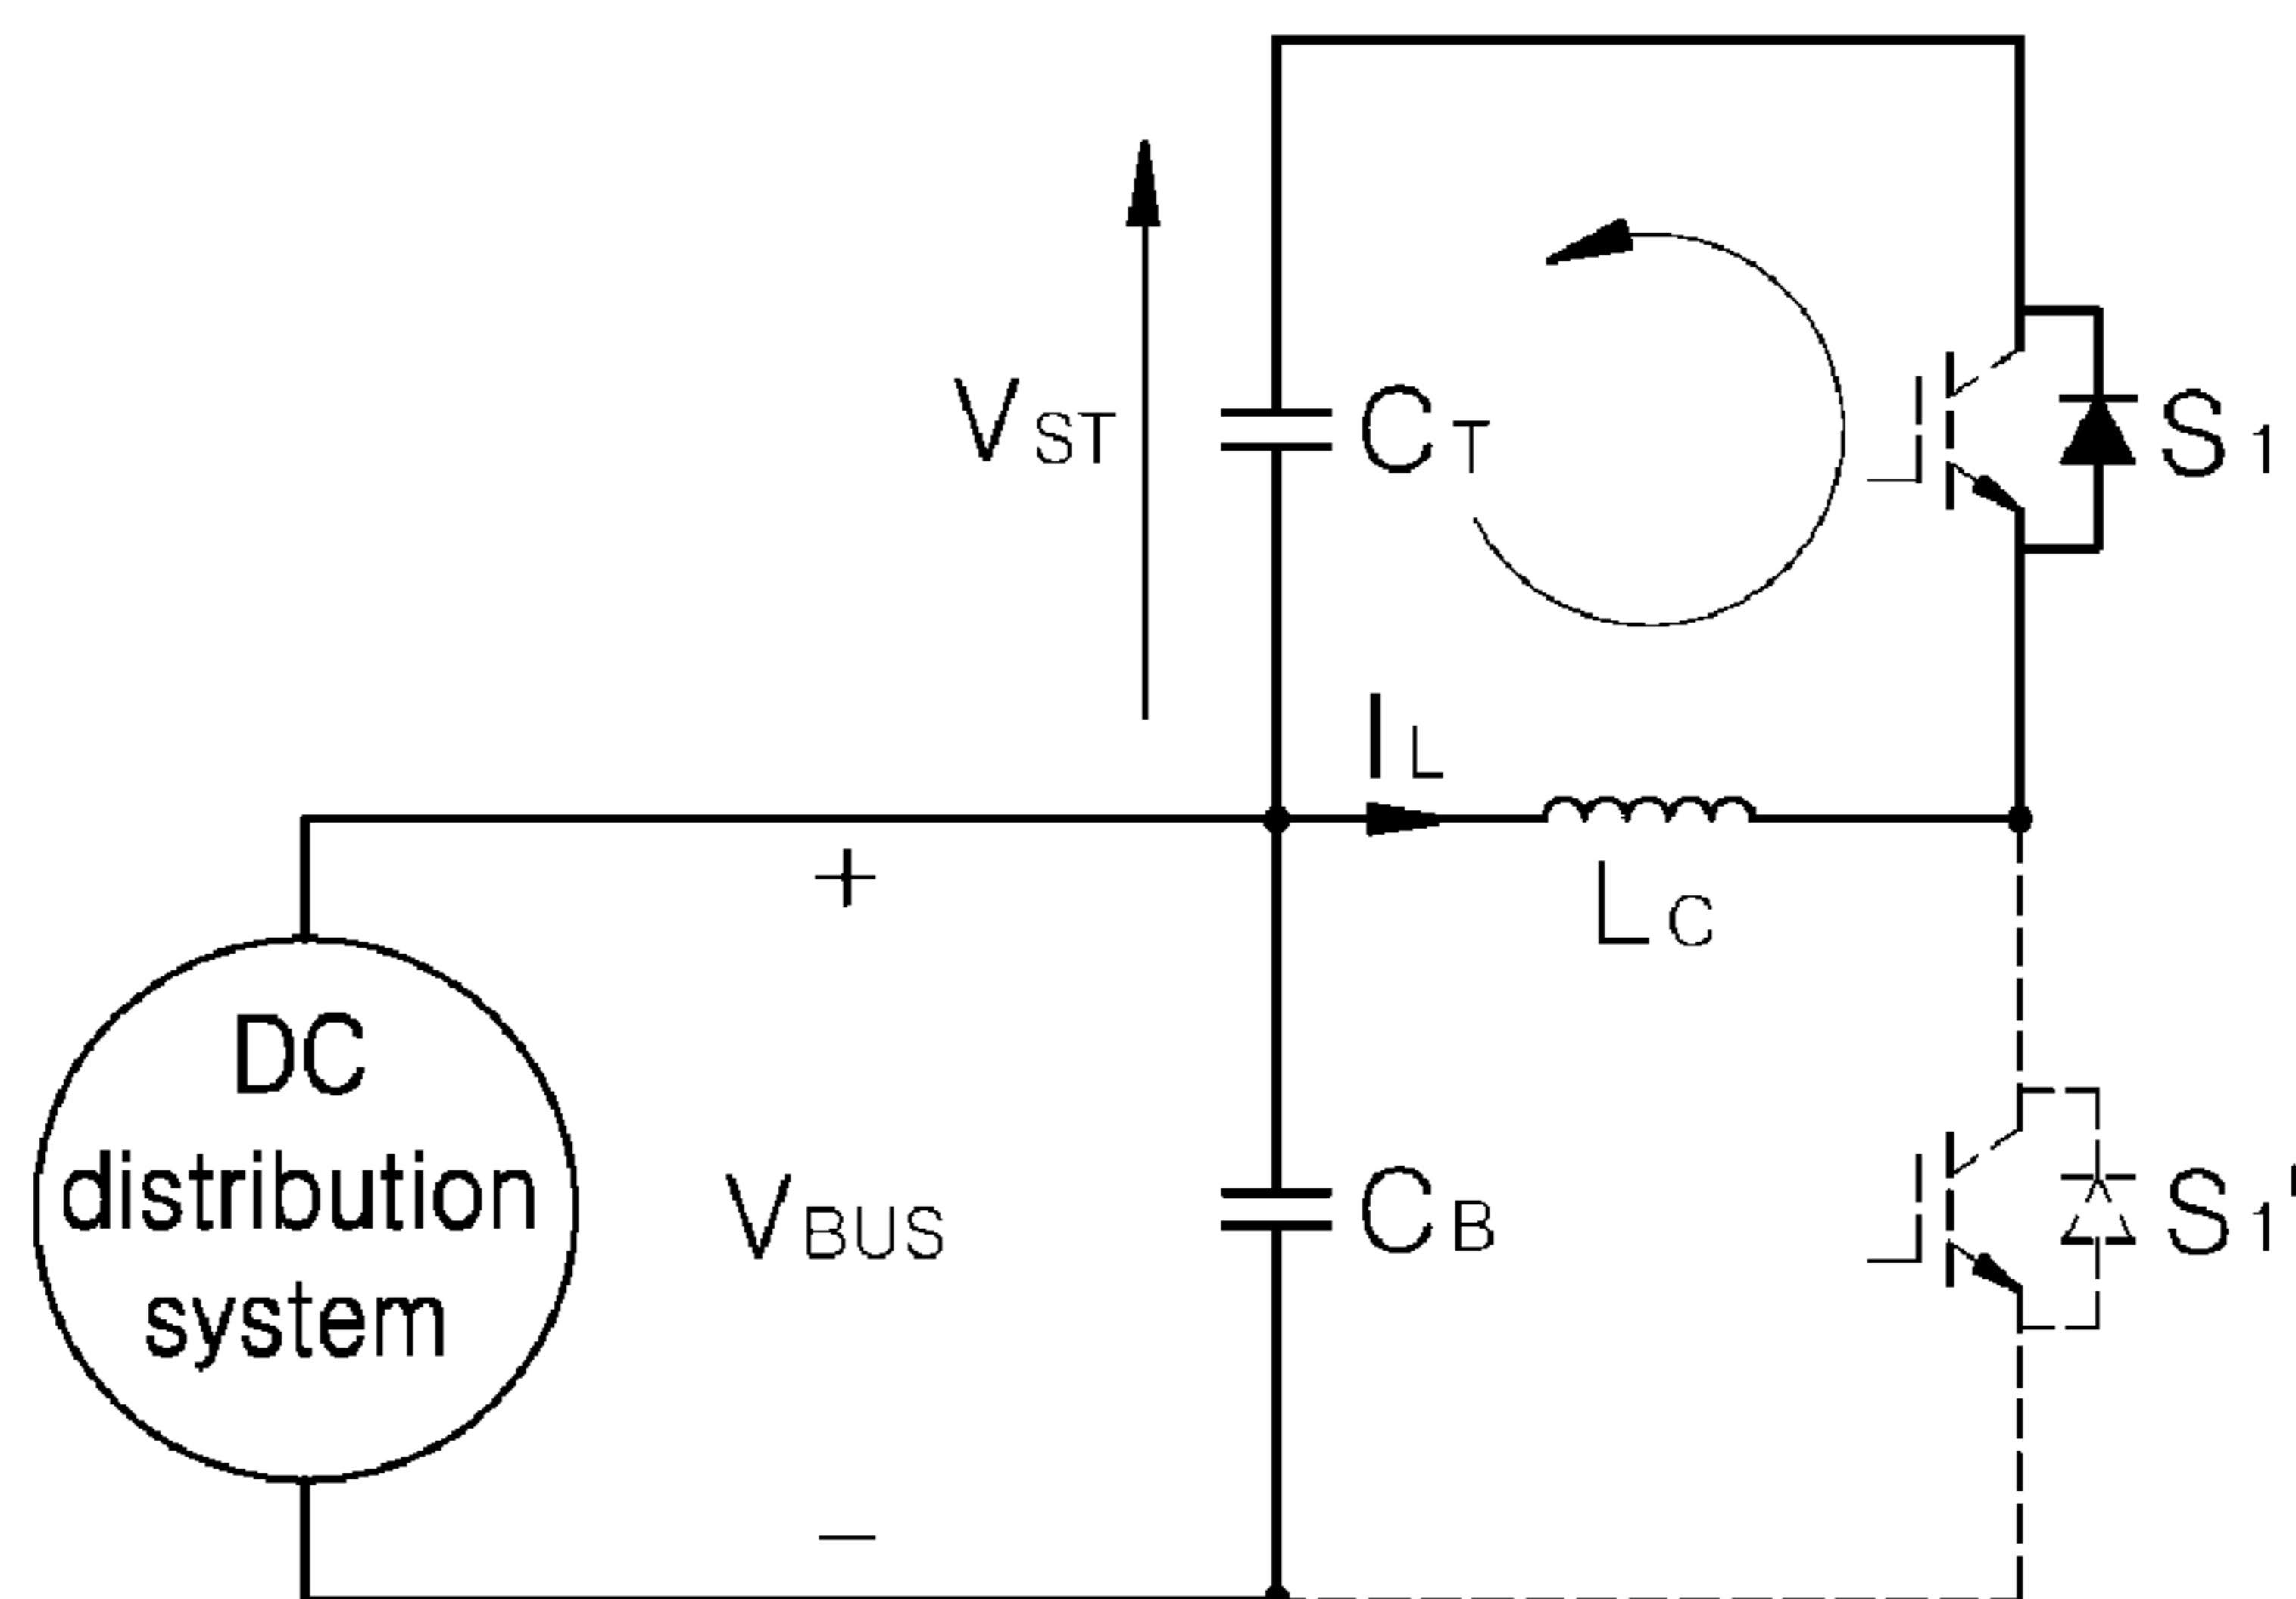 VST
CT
S1
IL
LC
+
DC
distribution
system
VBUS
CB
S1'
−